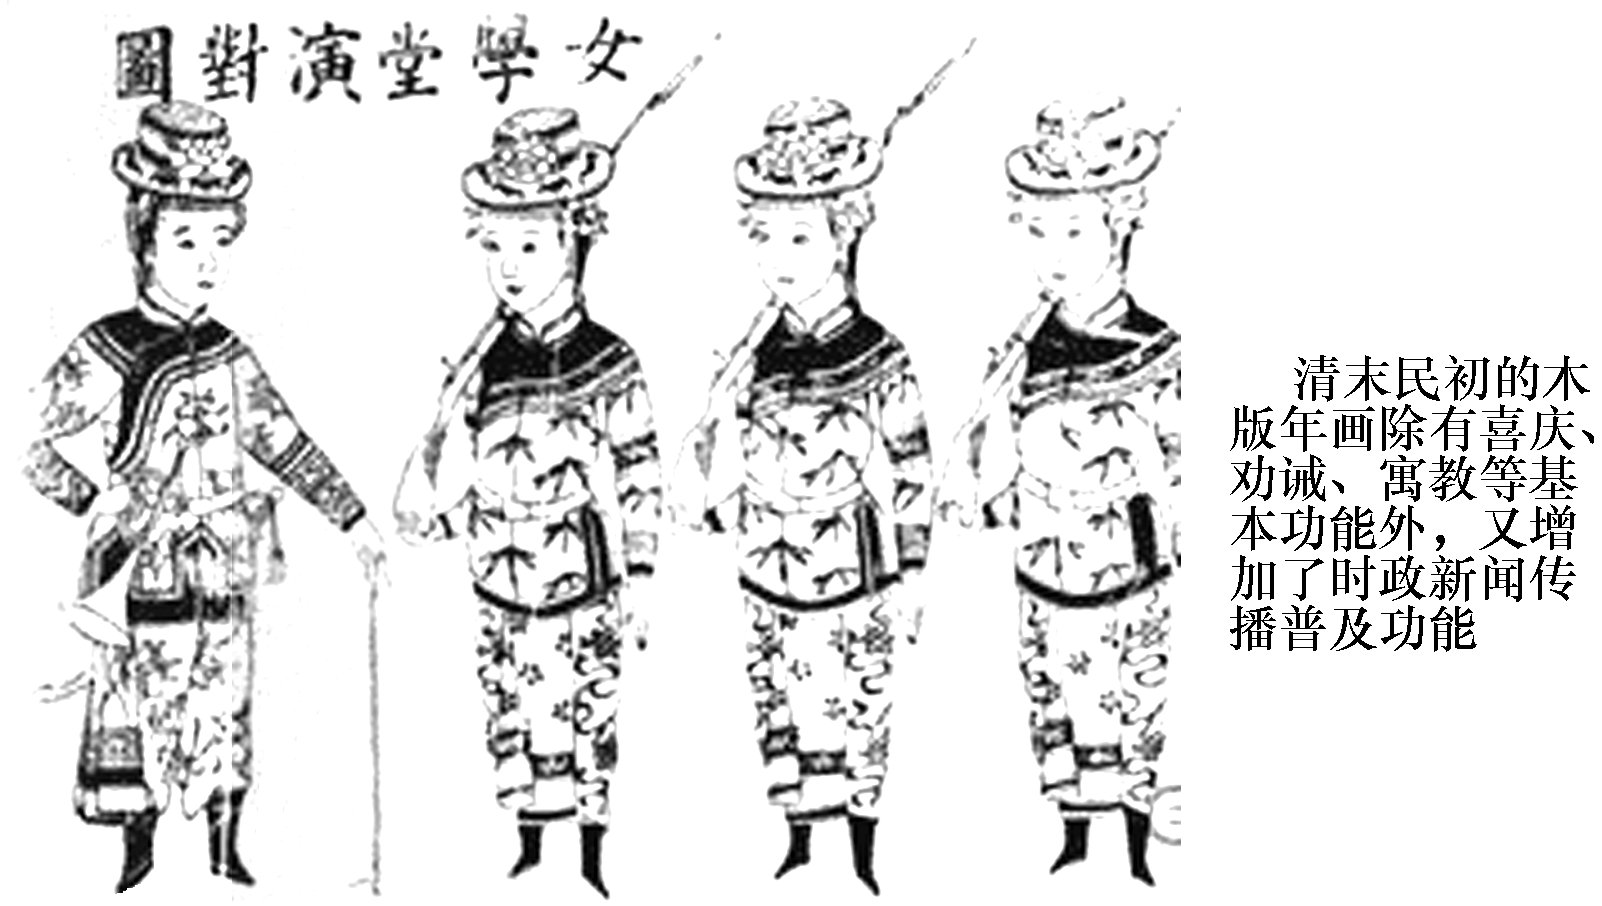 女學堂演對圖
清末民初的木
版年画除有喜庆、
劝诫、寓教等基
本功能外，又增
加了时政新闻传
播普及功能